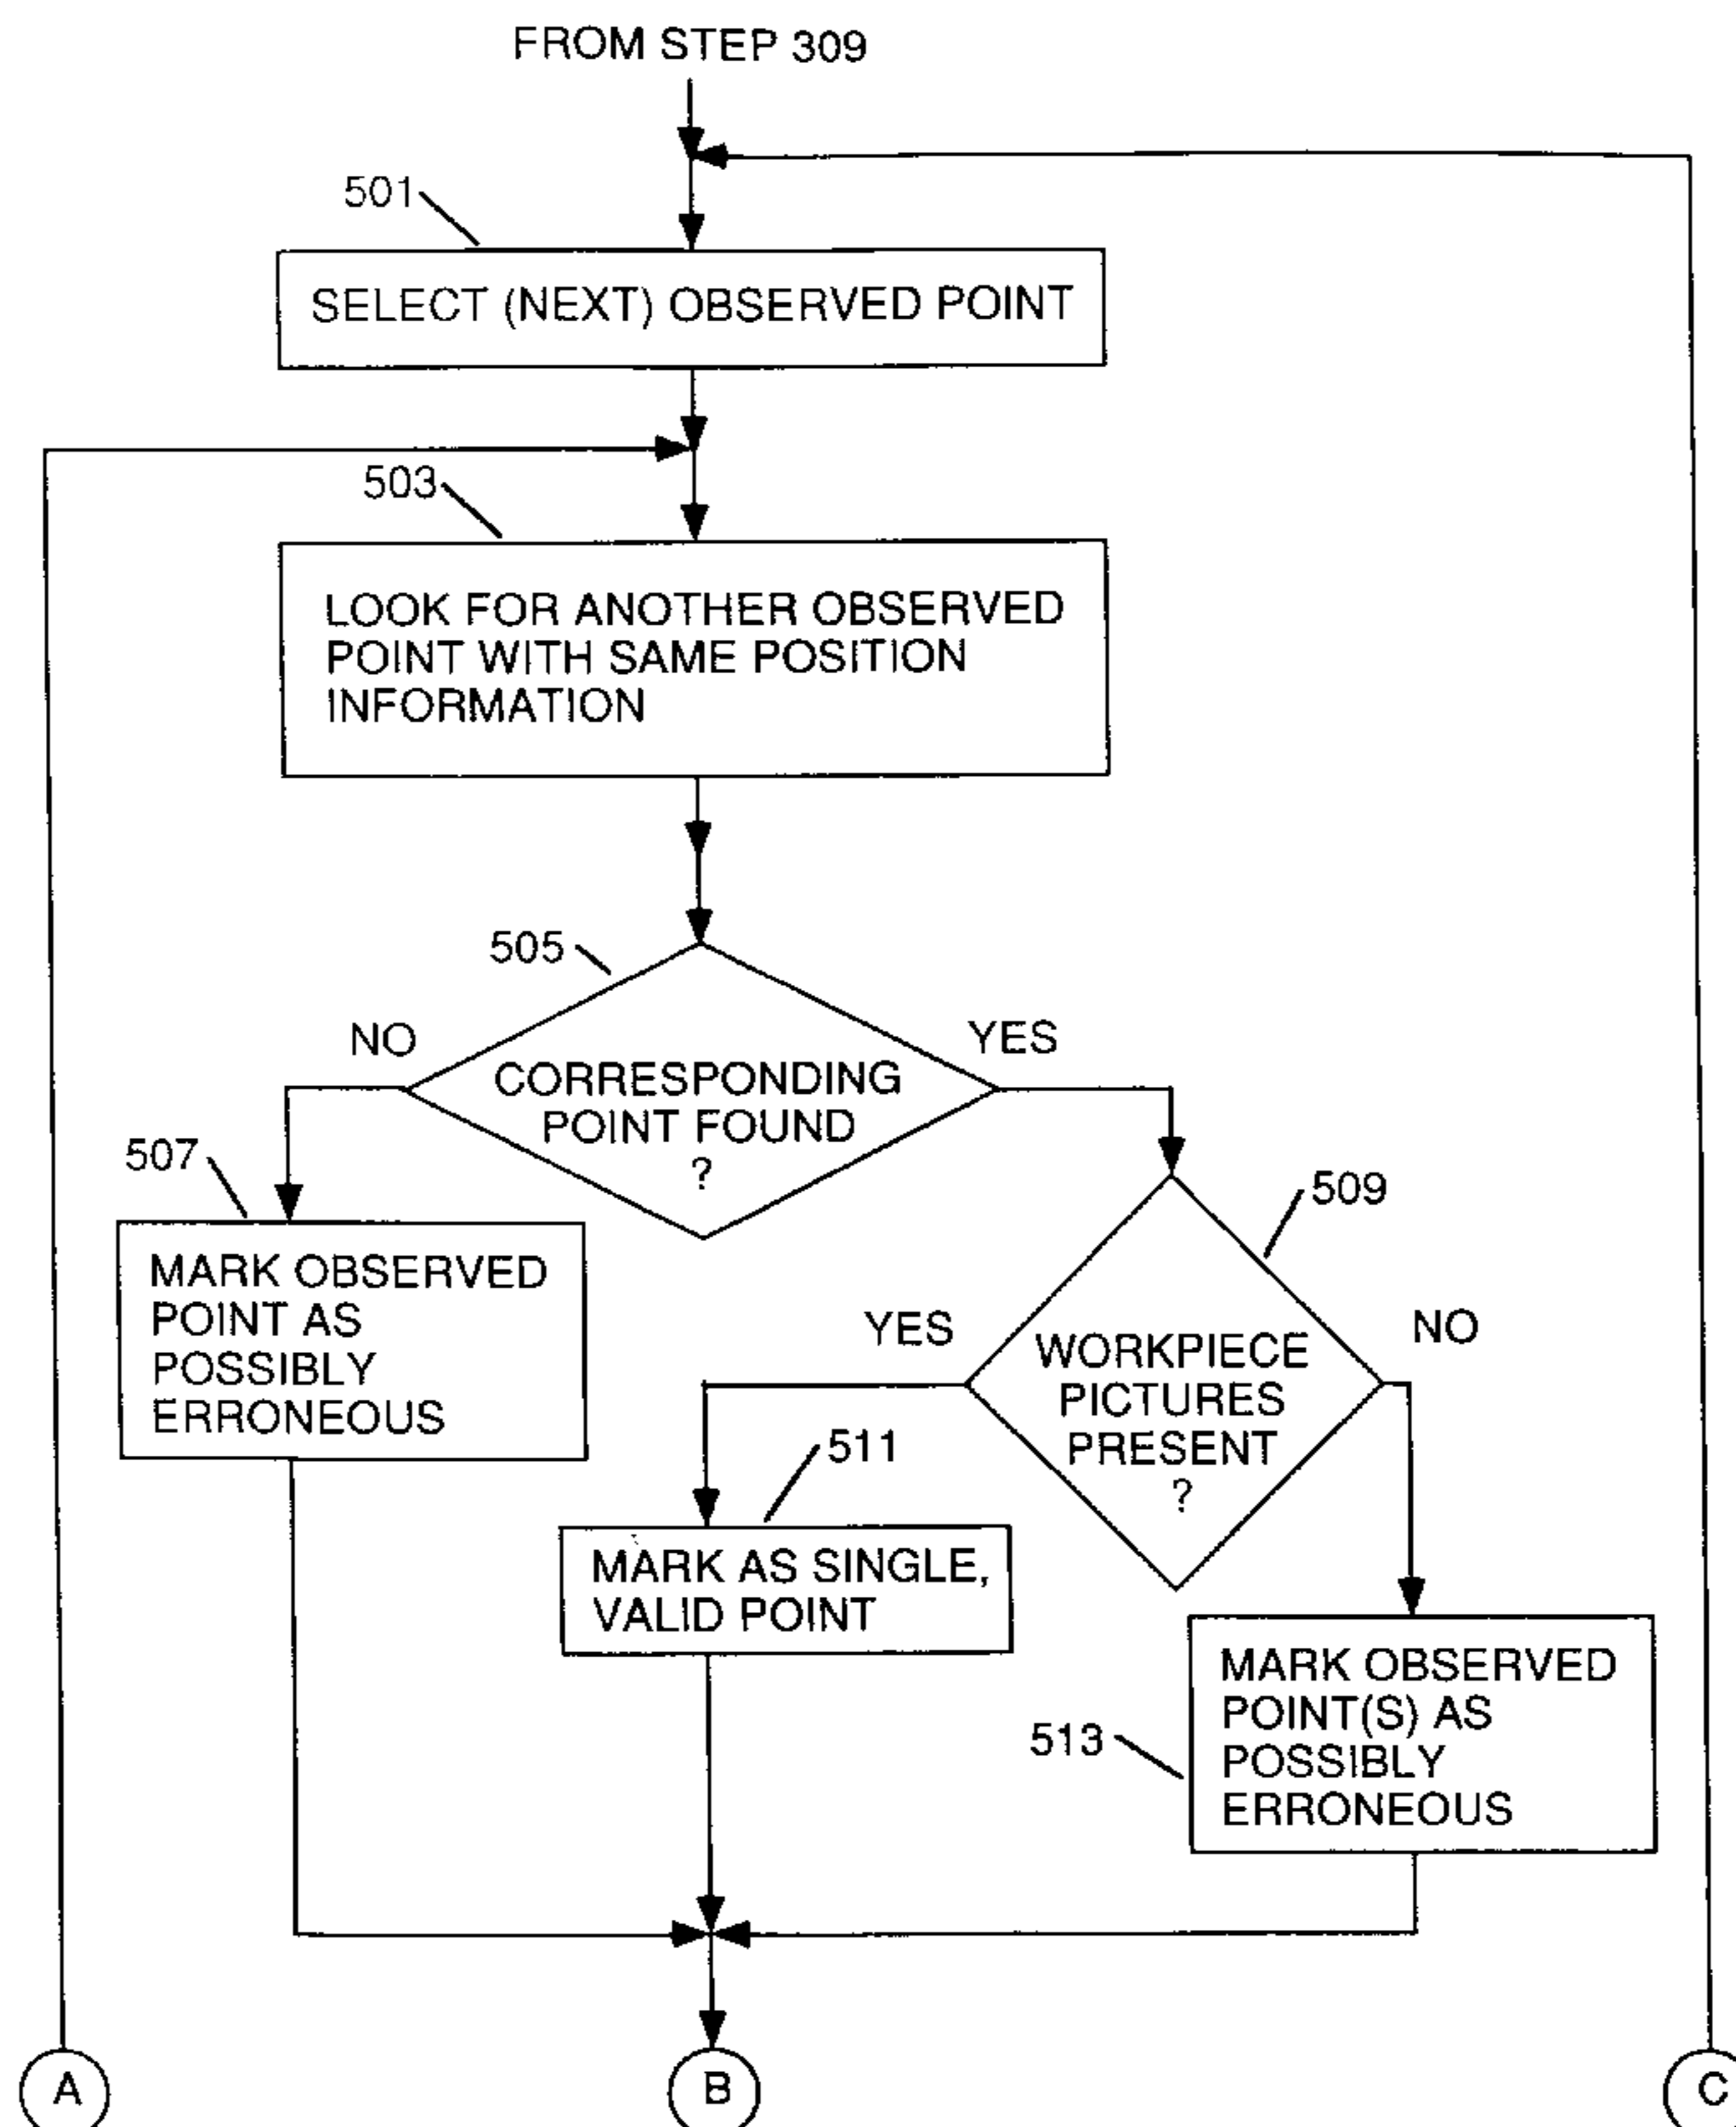 FROM STEP 309
501
SELECT (NEXT) OBSERVED POINT
503
LOOK FOR ANOTHER OBSERVED
POINT WITH SAME POSITION
INFORMATION
505
NO
YES
CORRESPONDING
POINT FOUND
?
507
MARK OBSERVED
POINT AS
POSSIBLY
ERRONEOUS
509
YES
NO
WORKPIECE
PICTURES
PRESENT
?
511
MARK AS SINGLE,
VALID POINT
513
MARK OBSERVED
POINT(S) AS
POSSIBLY
ERRONEOUS
A
B
C